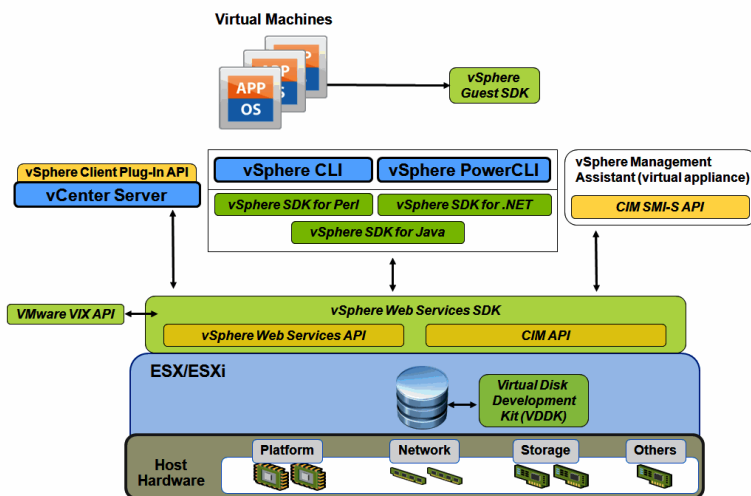 Virtual Machines
APP
OS
APP
OS
APP
vSphere
Guest SDK
vSphere Client Plug-In API
vCenter Server
vSphere CLI
vSphere PowerCLI
vSphere SDK for Perl
vSphere SDK for .NET
vSphere SDK for Java
vSphere Management
Assistant (virtual appliance)
CIM SMI-S API
VMware VIX API
vSphere Web Services SDK
vSphere Web Services API
CIM API
ESX/ESXi
Virtual Disk
Development
Kit (VDDK)
Host
Hardware
Platform
Network
Storage
Others